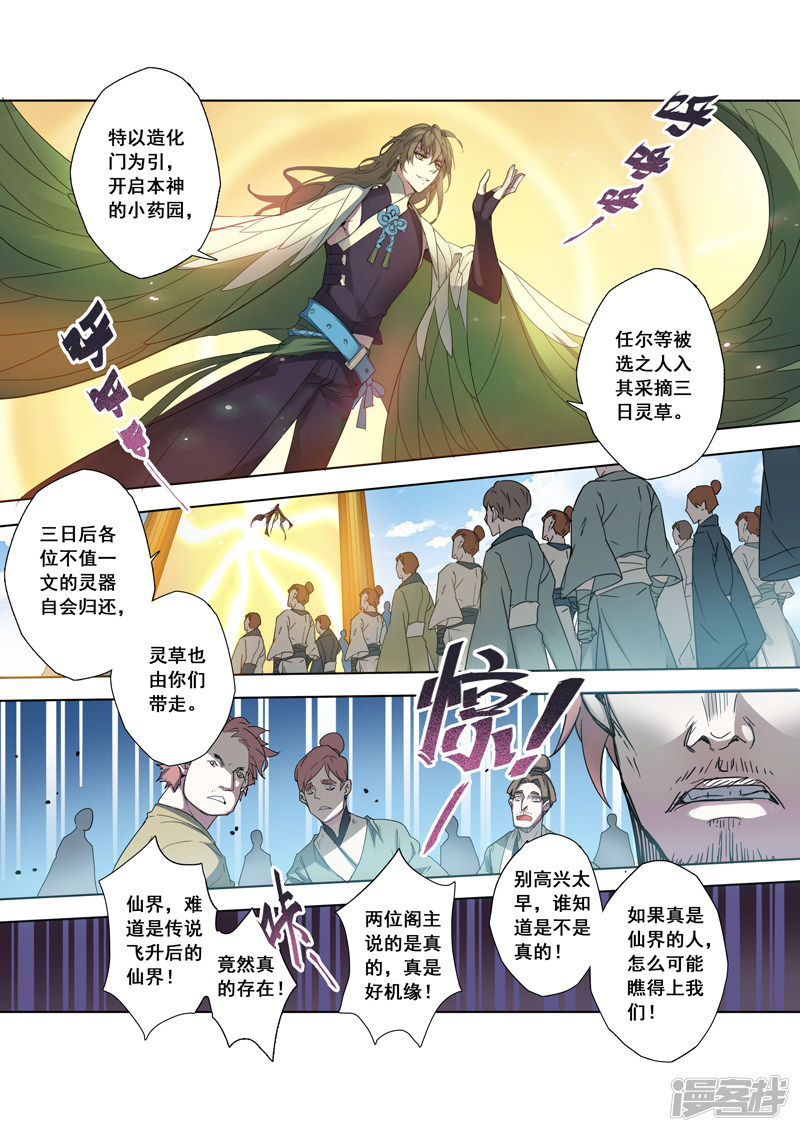 特以造化
门为引，
开启本神
的小药园，
任尔等被
选之人入
其采摘三
日灵草。
三日后各
位不值一
文的灵器
自会归还，
灵草也
由你们
带走。
惊！
仙界，难
道是传说
飞升后的
仙界！
竟然真
的存在！
两位阁主
说的是真
的，真是
好机缘！
别高兴太
早，谁知
道是不是
真的！
如果真是
仙界的人，
怎么可能
瞧得上我
们！
漫客栈